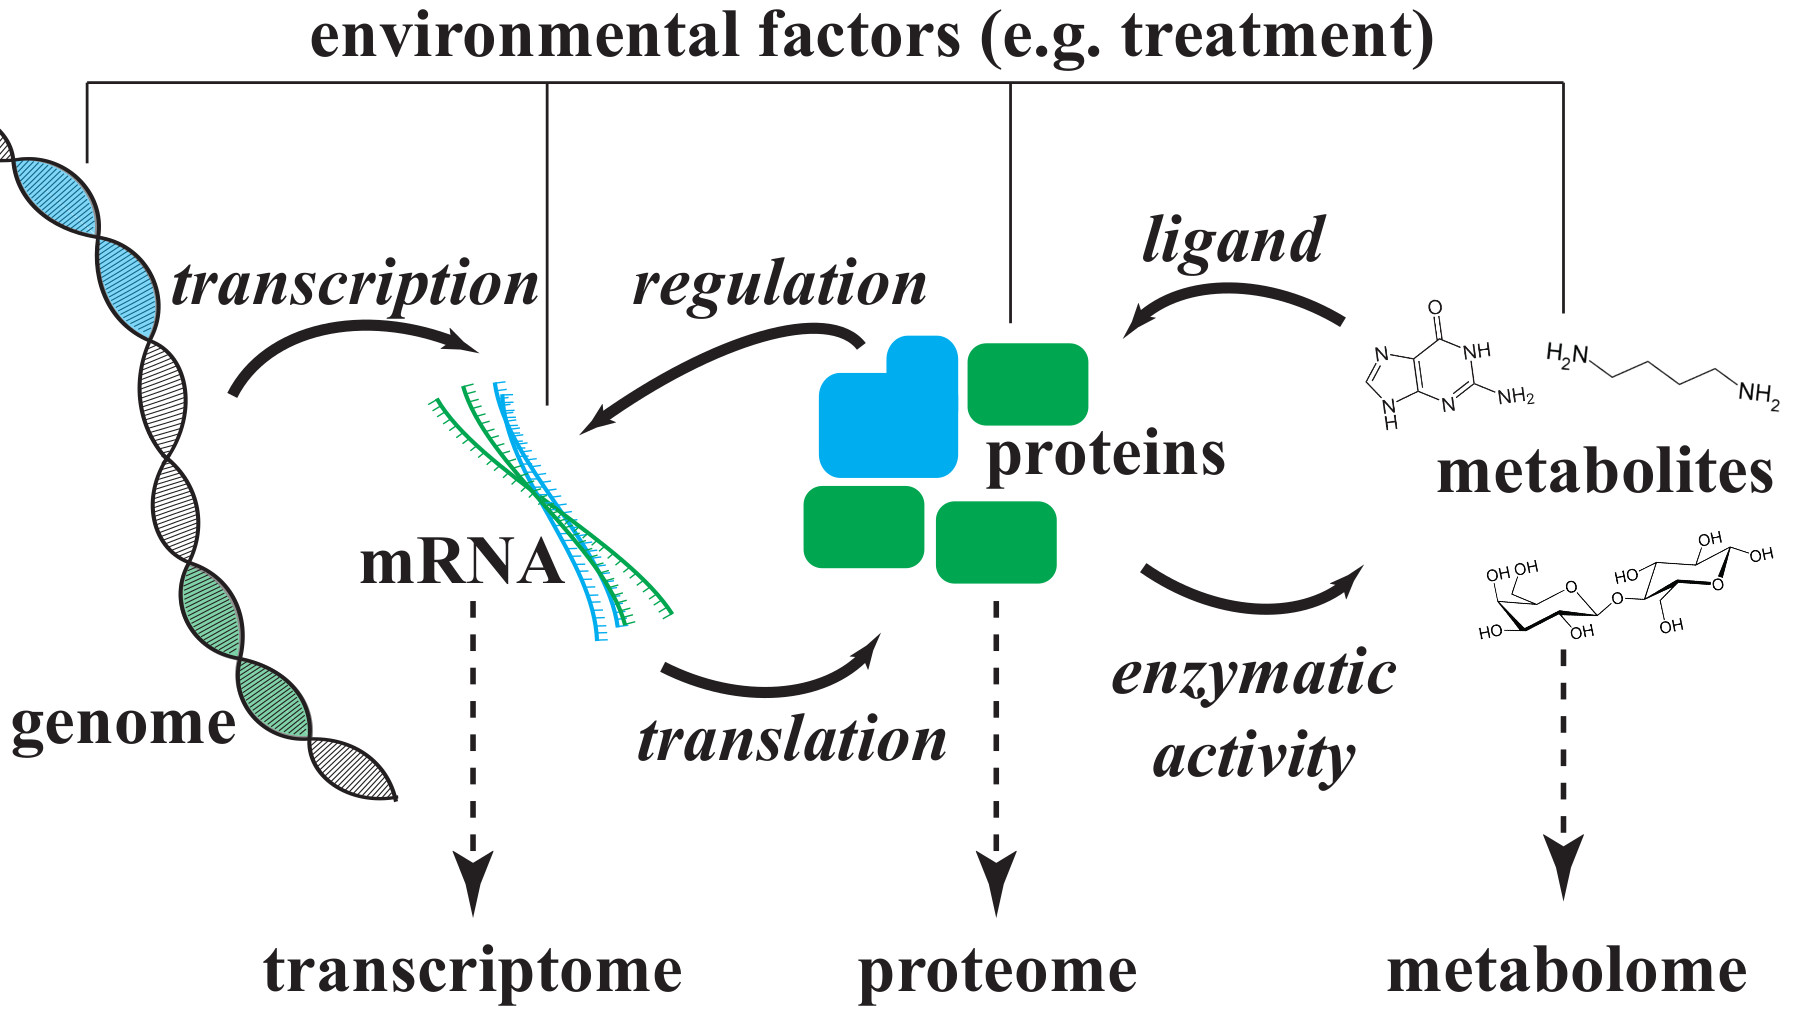 environmental factors (e.g. treatment)
transcription
regulation
ligand
O
N
NH
N
H
N
NH2
H2N
NH2
proteins
metabolites
mRNA
OH
OH
HO
O
OH
HO
O
OH
OH
O
OH
genome
translation
enzymatic
activity
transcriptome
proteome
metabolome